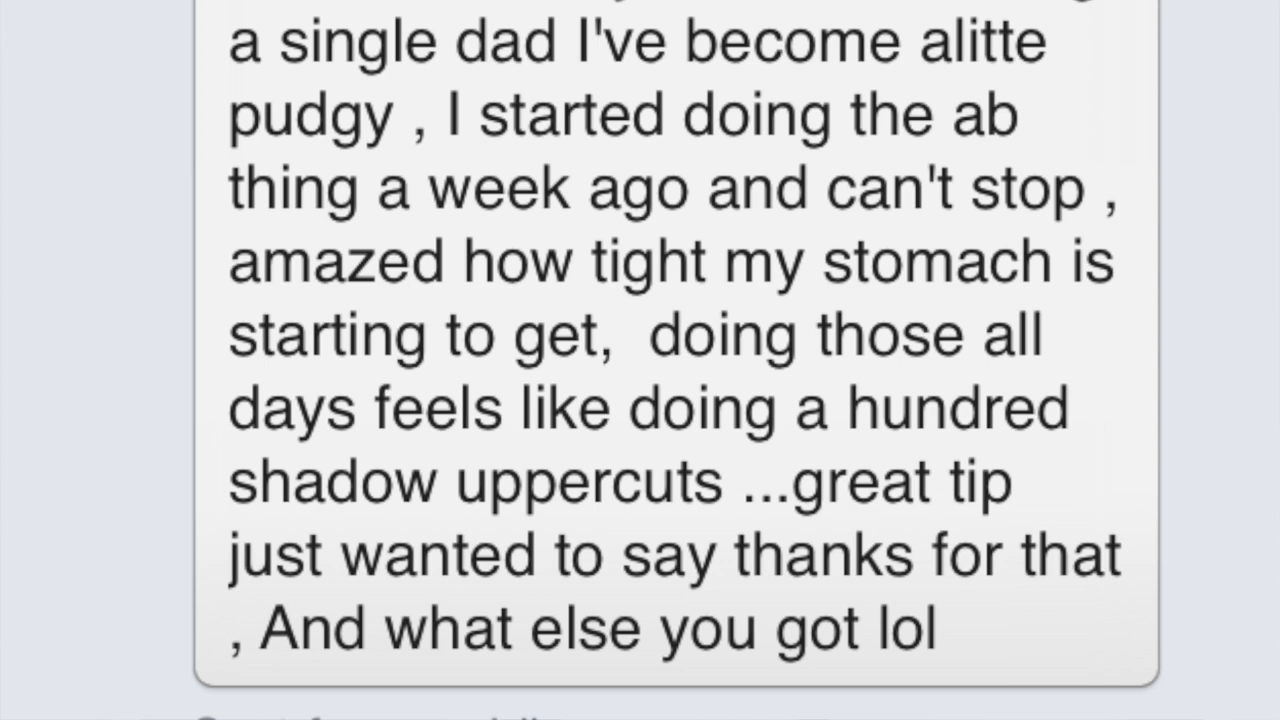 a single dad I've become alitte
pudgy , I started doing the ab
thing a week ago and can't stop ,
amazed how tight my stomach is
starting to get,  doing those all
days feels like doing a hundred
shadow uppercuts ...great tip
just wanted to say thanks for that
, And what else you got lol